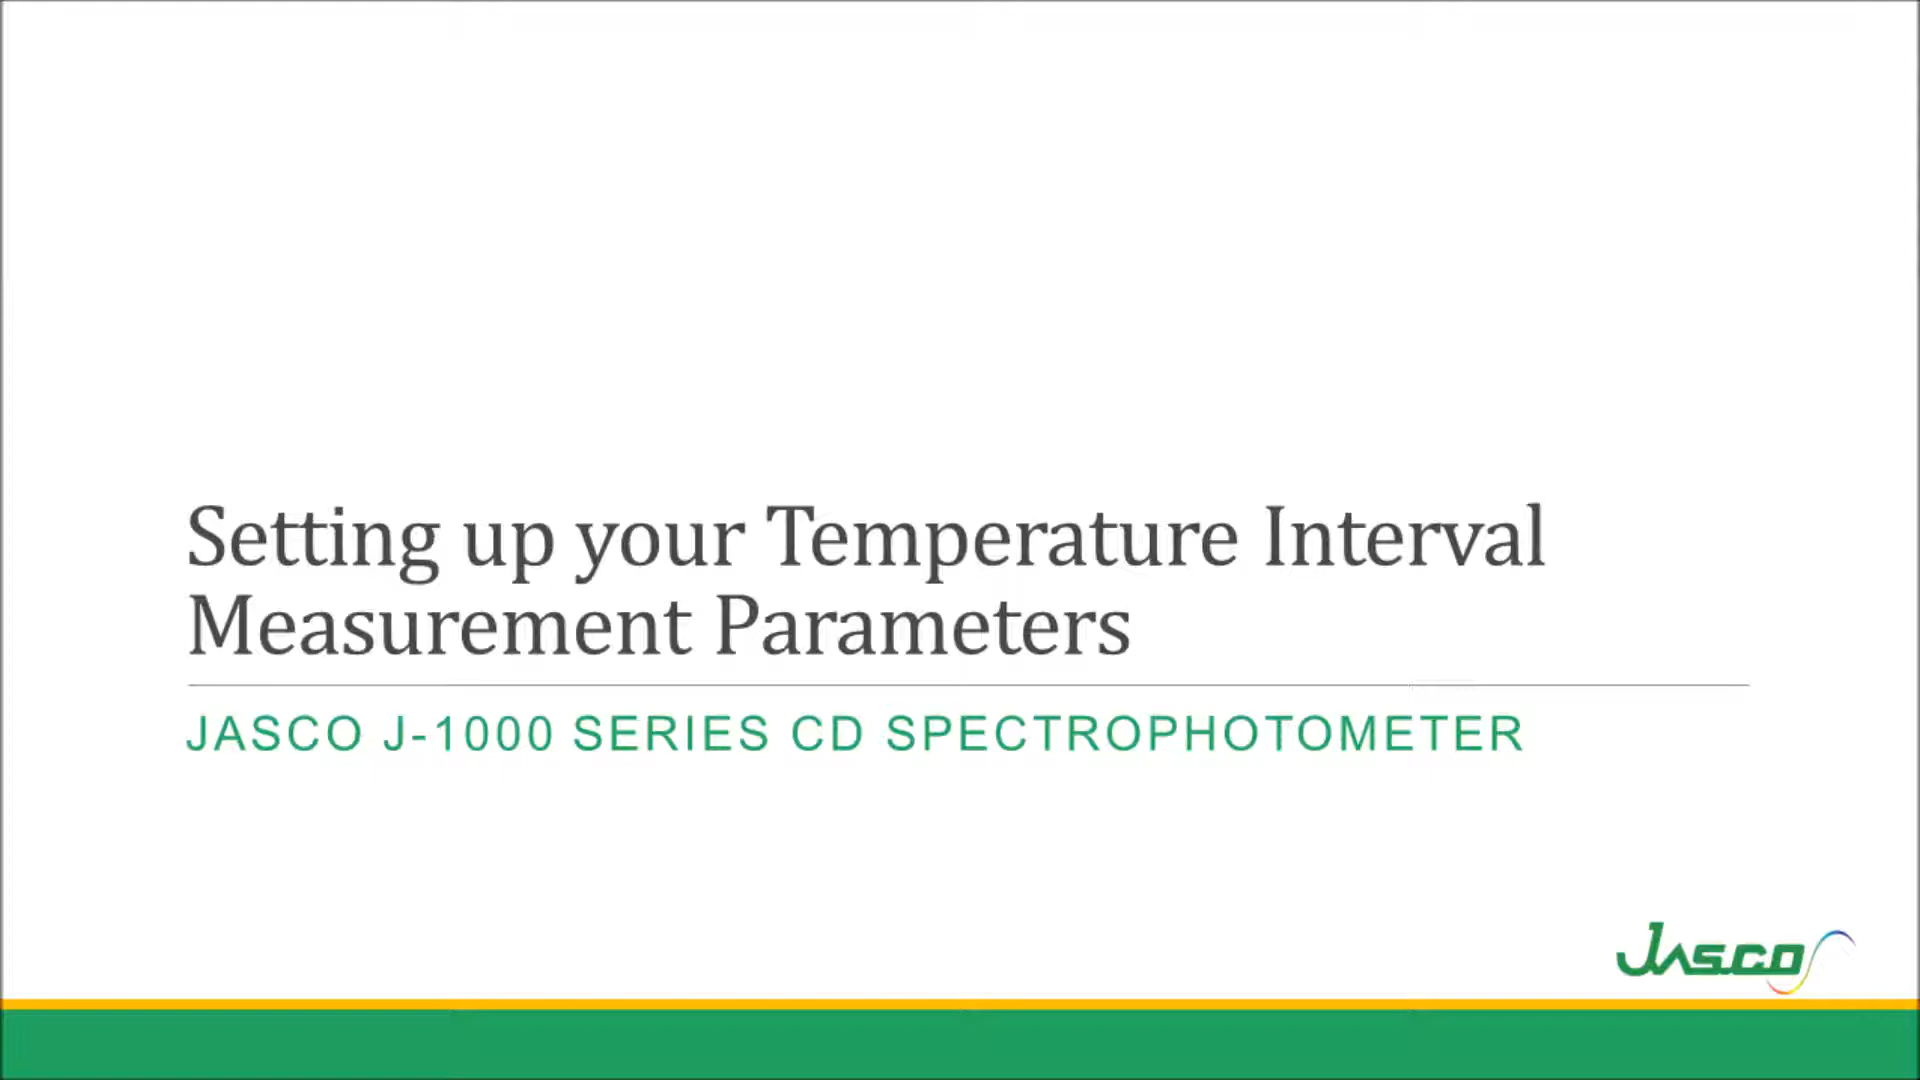 Setting up your Temperature Interval
Measurement Parameters
JASCO J-1000 SERIES CD SPECTROPHOTOMETER
Jasco